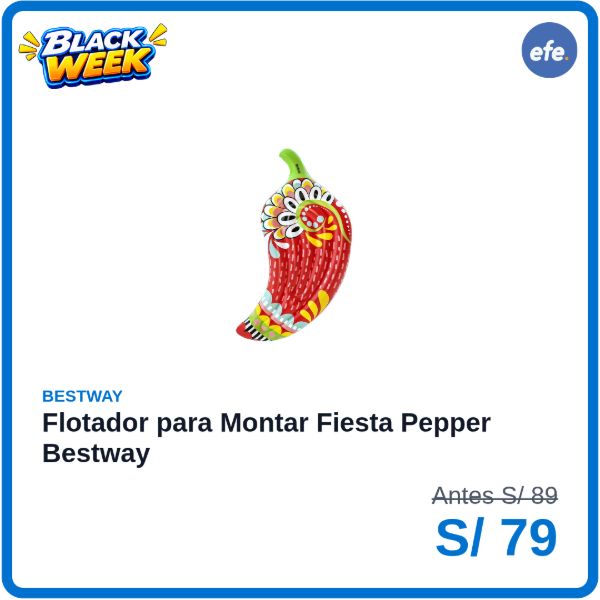 BLACK
WEEK
efe.
BESTWAY
Flotador para Montar Fiesta Pepper
Bestway
Antes S/ 89
S/ 79